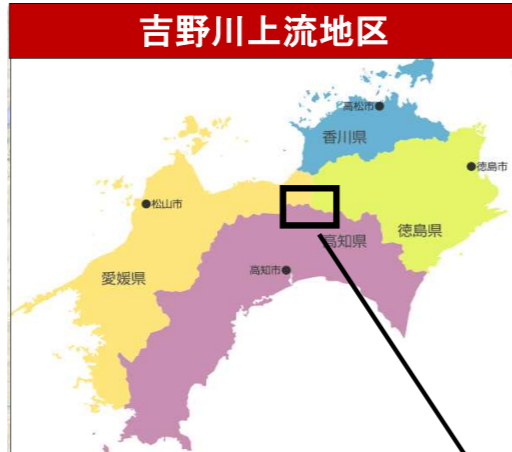 吉野川上流地区
高松市
香川県
徳島市
松山市
徳島県
高知県
愛媛県
高知市